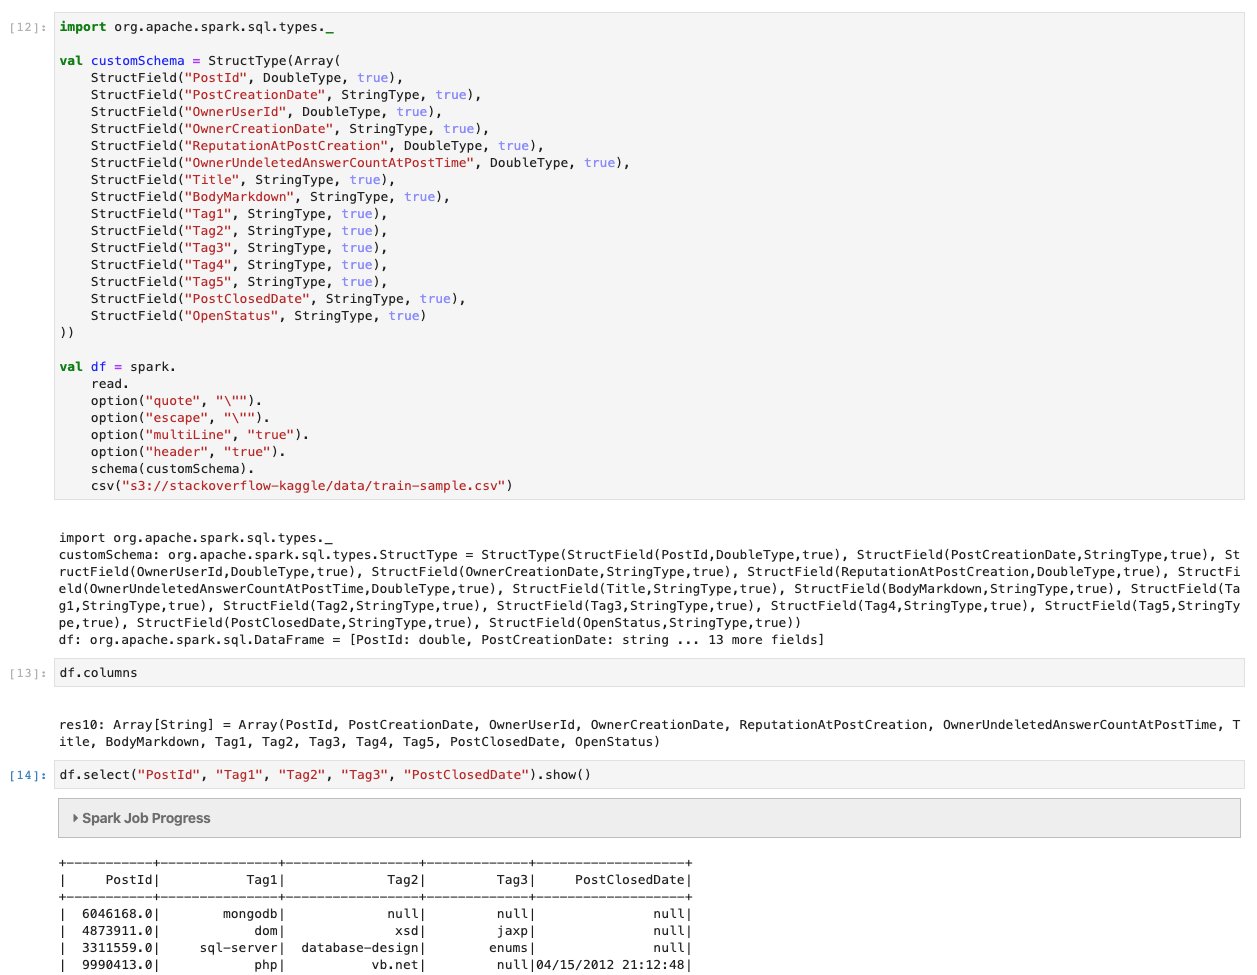 [12]:
import org.apache.spark.sql.types._
val customSchema = StructType(Array(
    StructField("PostId", DoubleType, true),
    StructField("PostCreationDate", StringType, true),
    StructField("OwnerUserId", DoubleType, true),
    StructField("OwnerCreationDate", StringType, true),
    StructField("ReputationAtPostCreation", DoubleType, true),
    StructField("OwnerUndeletedAnswerCountAtPostTime", DoubleType, true),
    StructField("Title", StringType, true),
    StructField("BodyMarkdown", StringType, true),
    StructField("Tag1", StringType, true),
    StructField("Tag2", StringType, true),
    StructField("Tag3", StringType, true),
    StructField("Tag4", StringType, true),
    StructField("Tag5", StringType, true),
    StructField("PostClosedDate", StringType, true),
    StructField("OpenStatus", StringType, true)
))
val df = spark.
    read.
    option("quote", "\"").
    option("escape", "\"").
    option("multiLine", "true").
    option("header", "true").
    schema(customSchema).
    csv("s3://stackoverflow-kaggle/data/train-sample.csv")
import org.apache.spark.sql.types._
customSchema: org.apache.spark.sql.types.StructType = StructType(StructField(PostId,DoubleType,true), StructField(PostCreationDate,StringType,true), St
ructField(OwnerUserId,DoubleType,true), StructField(OwnerCreationDate,StringType,true), StructField(ReputationAtPostCreation,DoubleType,true), StructFi
eld(OwnerUndeletedAnswerCountAtPostTime,DoubleType,true), StructField(Title,StringType,true), StructField(BodyMarkdown,StringType,true), StructField(Ta
g1,StringType,true), StructField(Tag2,StringType,true), StructField(Tag3,StringType,true), StructField(Tag4,StringType,true), StructField(Tag5,StringTy
pe,true), StructField(PostClosedDate,StringType,true), StructField(OpenStatus,StringType,true))
df: org.apache.spark.sql.DataFrame = [PostId: double, PostCreationDate: string ... 13 more fields]
[13]: df.columns
res10: Array[String] = Array(PostId, PostCreationDate, OwnerUserId, OwnerCreationDate, ReputationAtPostCreation, OwnerUndeletedAnswerCountAtPostTime, T
itle, BodyMarkdown, Tag1, Tag2, Tag3, Tag4, Tag5, PostClosedDate, OpenStatus)
[14]: df.select("PostId", "Tag1", "Tag2", "Tag3", "PostClosedDate").show()
Spark Job Progress
+-----------+---------------+-----------------+-------------+-------------------+
|     PostId|           Tag1|             Tag2|         Tag3|     PostClosedDate|
+-----------+---------------+-----------------+-------------+-------------------+
|  6046168.0|        mongodb|             null|         null|               null|
|  4873911.0|            dom|              xsd|         jaxp|               null|
|  3311559.0|     sql-server|  database-design|        enums|               null|
|  9990413.0|            php|           vb.net|         null|04/15/2012 21:12:48|